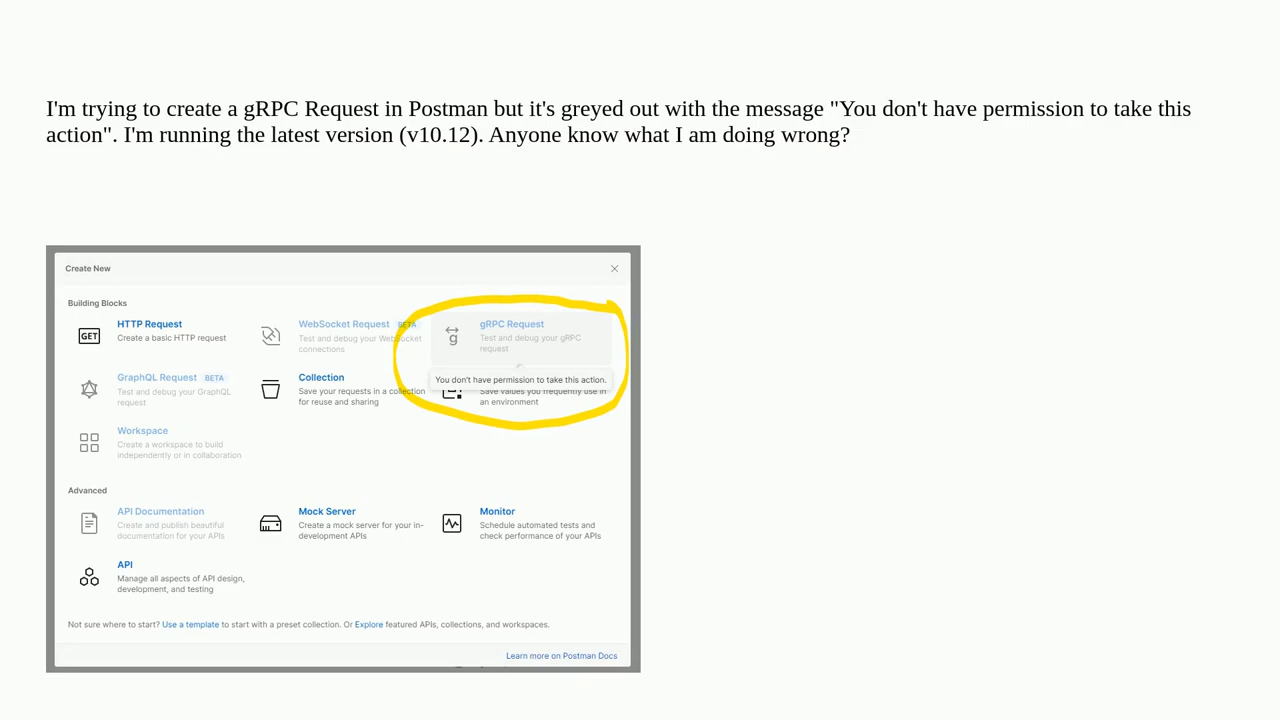 I'm trying to create a gRPC Request in Postman but it's greyed out with the message "You don't have permission to take this
action". I'm running the latest version (v10.12). Anyone know what I am doing wrong?
Create New
Building Blocks
HTTP Request
Create a basic HTTP request
WebSocket Request BETA
Test and debug your WebSocket
connections
gRPC Request
Test and debug your gRPC
request
You don't have permission to take this action.
GraphQL Request BETA
Test and debug your GraphQL
request
Collection
Save your requests in a collection
for reuse and sharing
Save values you frequently use in
an environment
Workspace
Create a workspace to build
independently or in collaboration
Advanced
API Documentation
Create and publish beautiful
documentation for your APIs
Mock Server
Create a mock server for your in-
development APIs
Monitor
Schedule automated tests and
check performance of your APIs
API
Manage all aspects of API design,
development, and testing
Not sure where to start? Use a template to start with a preset collection. Or Explore featured APIs, collections, and workspaces.
Learn more on Postman Docs
GET
g